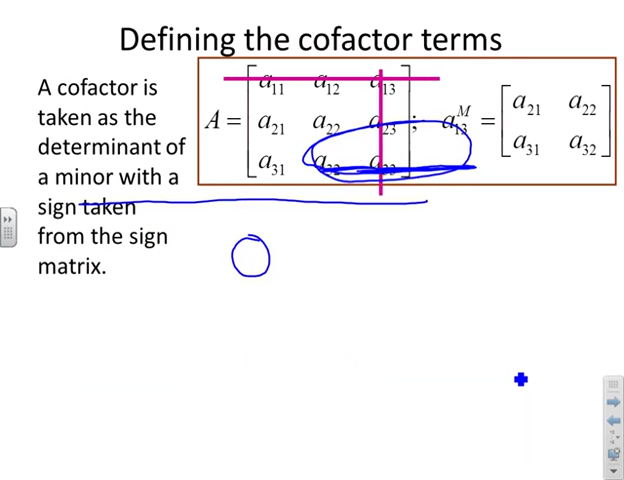 Defining the cofactor terms
A cofactor is
taken as the
determinant of
a minor with a
sign taken
from the sign
matrix.
A = [ a11 a12 a13
a21 a22 a23
a31 a32 a33 ] ; a13^M = [ a21 a22
a31 a32 ]